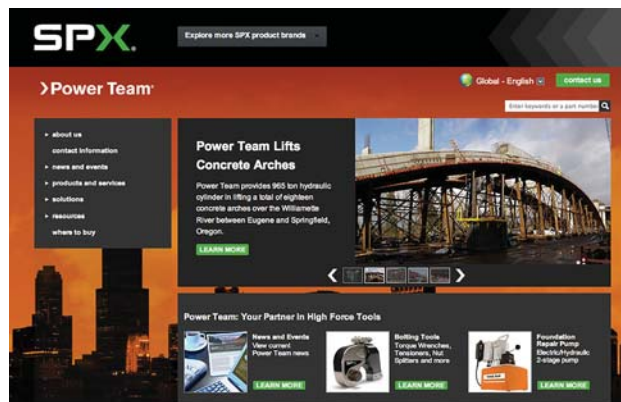 SPX.
Explore more SPX product brands
>Power Team
Global - English
contact us
Enter keywords or a part number
about us
contact information
news and events
products and services
solutions
resources
where to buy
Power Team Lifts
Concrete Arches
Power Team provides 965 ton hydraulic
cylinder in lifting a total of eighteen
concrete arches over the Williamette
River between Eugene and Springfield,
Oregon.
LEARN MORE
Power Team: Your Partner in High Force Tools
News and Events
View current
Power Team news
LEARN MORE
Bolting Tools
Torque Wrenches,
Tensioners, Nut
Splitters and more
LEARN MORE
Foundation
Repair Pump
Electric/Hydraulic
2-stage pump
LEARN MORE